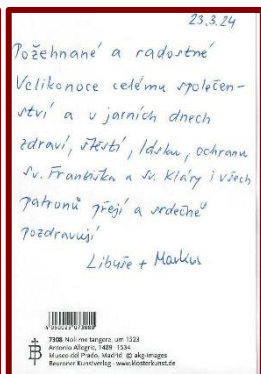 23.3.24
Požehnané a radostné
Velikonoce celému společen-
ství a v jarních dnech
zdraví, štěstí, lásku, ochranu
sv. Františka a sv. Kláry i všech
patronů přejí a srdečně
pozdravují
Libuše + Markus
7308 Noli me tangere, um 1523
Antonio Allegrie, 1489 - 1534
Museo del Prado, Madrid © akg-images
Beuroner Kunstverlag · www.klosterkunst.de